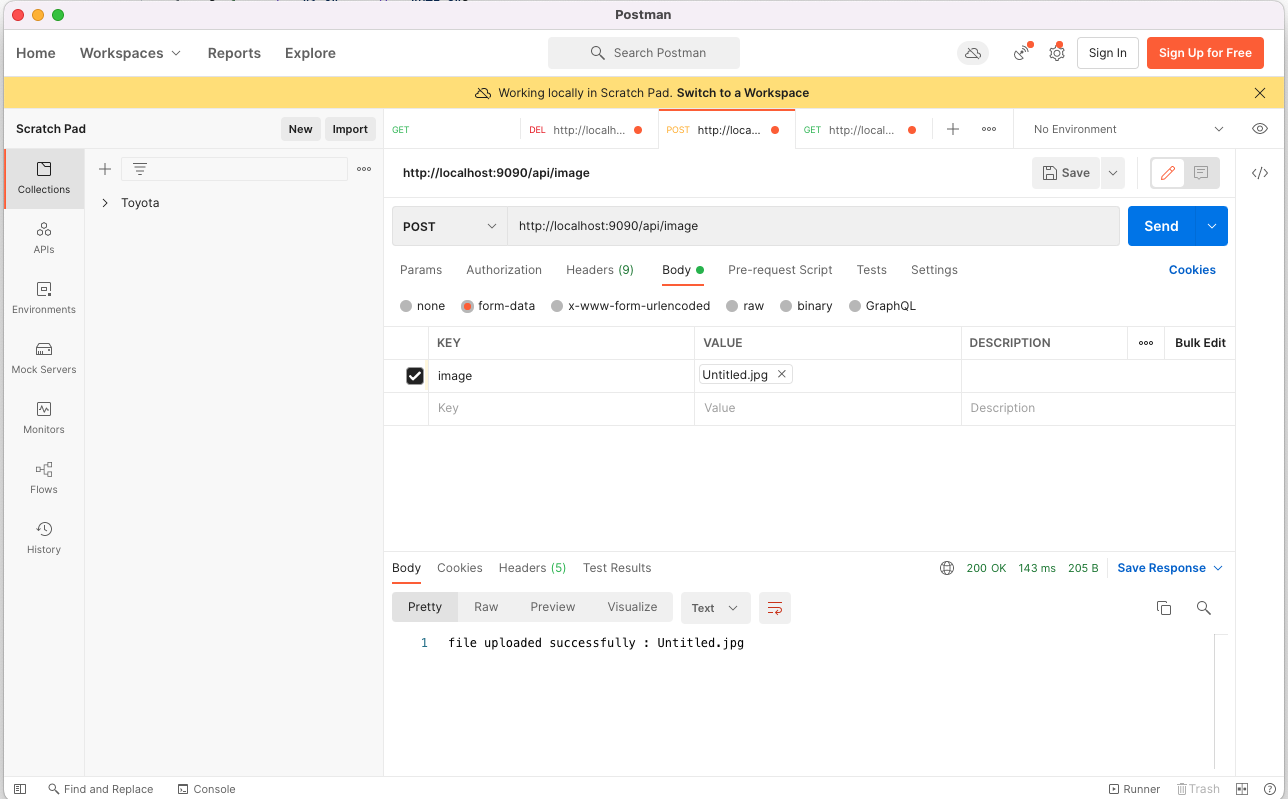 Postman
Home Workspaces Reports Explore Search Postman Sign In Sign Up for Free
Working locally in Scratch Pad. Switch to a Workspace
Scratch Pad New Import GET DEL http://localh... POST http://loca... GET http://local... No Environment
http://localhost:9090/api/image Save
Collections
Toyota
APIs
Environments
Mock Servers
Monitors
Flows
History
POST http://localhost:9090/api/image Send
Params Authorization Headers (9) Body Pre-request Script Tests Settings Cookies
none form-data x-www-form-urlencoded raw binary GraphQL
KEY VALUE DESCRIPTION Bulk Edit
image Untitled.jpg
Key Value Description
Body Cookies Headers (5) Test Results 200 OK 143 ms 205 B Save Response
Pretty Raw Preview Visualize Text
1 file uploaded successfully : Untitled.jpg
Find and Replace Console Runner Trash